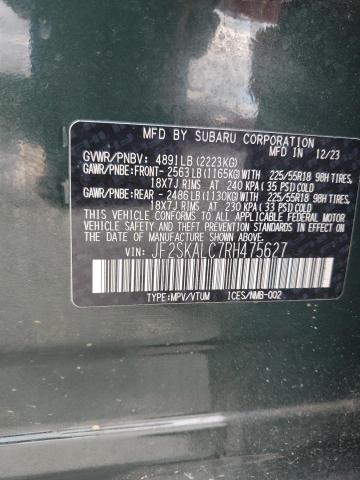 MFD BY SUBARU CORPORATION
MFD IN 12/23
GVWR/PNBV: 4891LB(2223KG)
GAWR/PNBE:FRONT- 2563LB(1165KG)WITH 225/55R18 98H TIRES.
18X7J RIMS AT 240 KPA(35 PSI)COLD
GAWR/PNBE:REAR - 2486LB(1130KG)WITH 225/55R18 98H TIRES.
18X7J RIMS AT 230 KPA(33 PSI)COLD
THIS VEHICLE CONFORMS TO ALL APPLICABLE FEDERAL MOTOR
VEHICLE SAFETY, BUMPER, AND THEFT PREVENTION STANDARDS
IN EFFECT ON THE DATE OF MANUFACTURE SHOWN ABOVE.
VIN: JF2SKALC7RH475627
TYPE:MPV/VTUM ICES/NMB-002